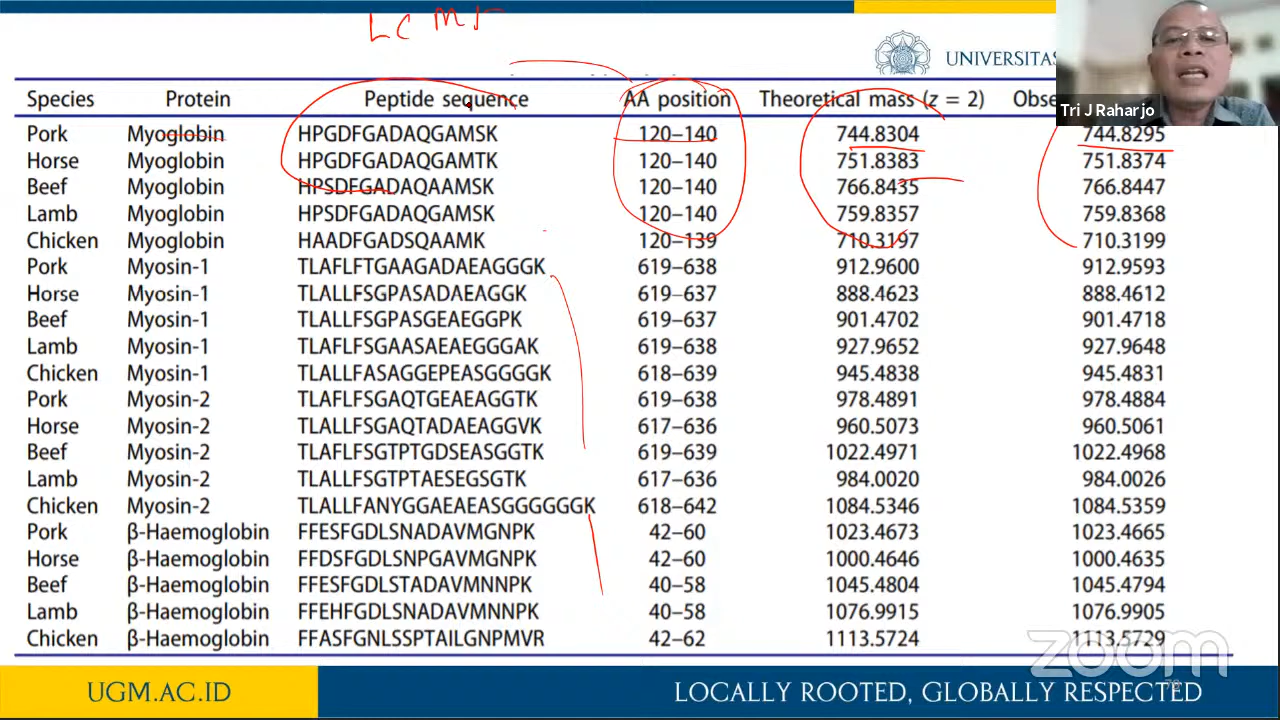 LC MS
UNIVERSITAS
Tri J Raharjo
Species Protein Peptide sequence AA position Theoretical mass (z = 2) Obse
Pork Myoglobin HPGDFGADAQGAMSK 120–140 744.8304 744.8295
Horse Myoglobin HPGDFGADAQGAMTK 120–140 751.8383 751.8374
Beef Myoglobin HPSDFGADAQAAMSK 120–140 766.8435 766.8447
Lamb Myoglobin HPSDFGADAQGAMSK 120–140 759.8357 759.8368
Chicken Myoglobin HAADFGADSQAAMK 120–139 710.3197 710.3199
Pork Myosin-1 TLAFLFTGAAGADAEAGGGK 619–638 912.9600 912.9593
Horse Myosin-1 TLALLFSGPASADAEAGGK 619–637 888.4623 888.4612
Beef Myosin-1 TLALLFSGPASGEAEGGPK 619–637 901.4702 901.4718
Lamb Myosin-1 TLAFLFSGAASAEAEGGGAK 619–638 927.9652 927.9648
Chicken Myosin-1 TLALLFASAGGEPEASGGGGK 618–639 945.4838 945.4831
Pork Myosin-2 TLAFLFSGAQTGEAEAGGTK 619–638 978.4891 978.4884
Horse Myosin-2 TLALLFSGAQTADAEAGGVK 617–636 960.5073 960.5061
Beef Myosin-2 TLAFLFSGTPTGDSEASGGTK 619–639 1022.4971 1022.4968
Lamb Myosin-2 TLALLFSGTPTAESEGSGTK 617–636 984.0020 984.0026
Chicken Myosin-2 TLALLFANYGGAEAEASGGGGGGK 618–642 1084.5346 1084.5359
Pork β-Haemoglobin FFESFGDLSNADAVMGNPK 42–60 1023.4673 1023.4665
Horse β-Haemoglobin FFDSFGDLSNPGAVMGNPK 42–60 1000.4646 1000.4635
Beef β-Haemoglobin FFESFGDLSTADAVMNNPK 40–58 1045.4804 1045.4794
Lamb β-Haemoglobin FFEHFGDLSNADAVMNNPK 40–58 1076.9915 1076.9905
Chicken β-Haemoglobin FFASFGNLSSPTAILGNPMVR 42–62 1113.5724 1113.5729
zoom
UGM.AC.ID LOCALLY ROOTED, GLOBALLY RESPECTED